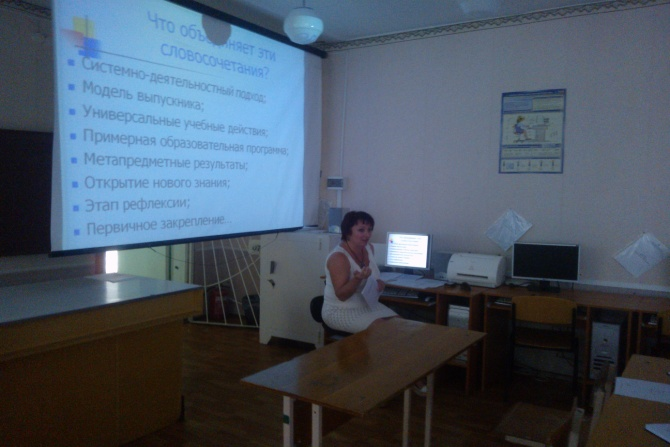 Что объединяет эти
словосочетания?
Системно-деятельностный подход;
Модель выпускника;
Универсальные учебные действия;
Примерная образовательная программа;
Метапредметные результаты;
Открытие нового знания;
Этап рефлексии;
Первичное закрепление...